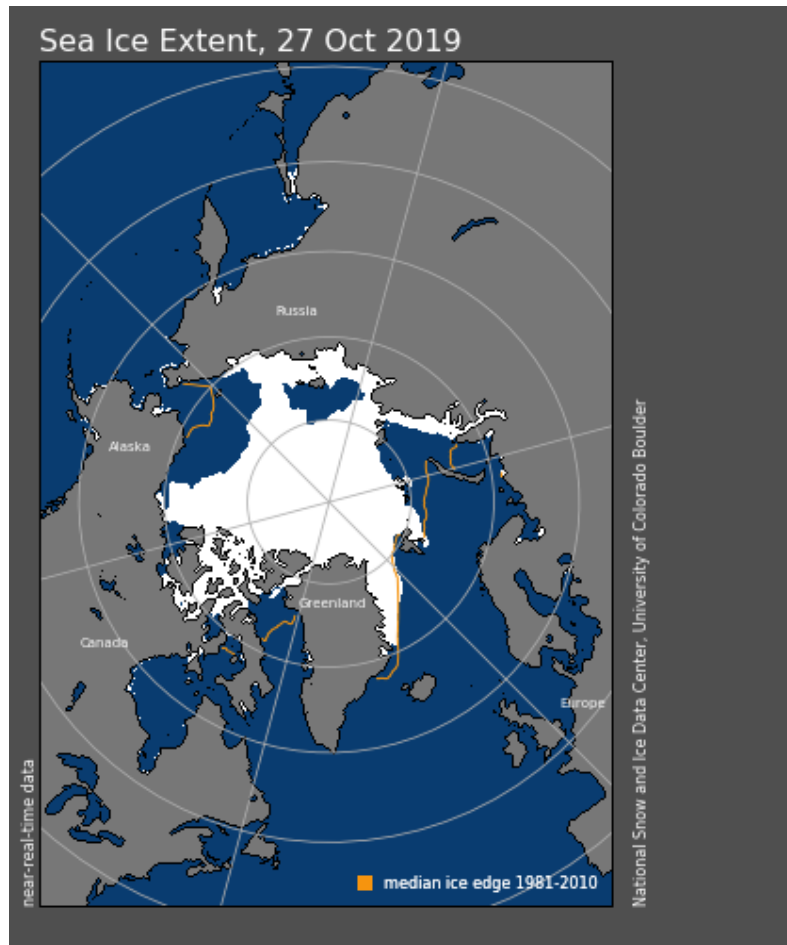 Sea Ice Extent, 27 Oct 2019
Russia
Alaska
Greenland
Canada
Europe
near-real-time data
National Snow and Ice Data Center, University of Colorado Boulder
median ice edge 1981-2010